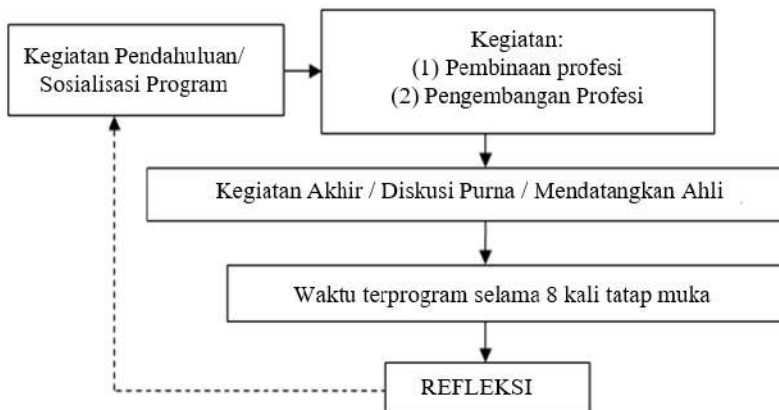 Kegiatan Pendahuluan/
Sosialisasi Program
Kegiatan:
(1) Pembinaan profesi
(2) Pengembangan Profesi
Kegiatan Akhir / Diskusi Purna / Mendatangkan Ahli
Waktu terprogram selama 8 kali tatap muka
REFLEKSI